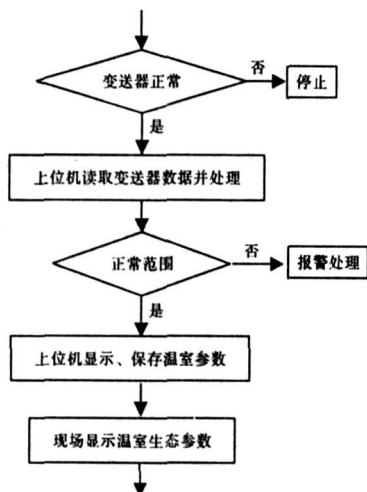 变送器正常
否
停止
是
上位机读取变送器数据并处理
正常范围
否
报警处理
是
上位机显示、保存温室参数
现场显示温室生态参数